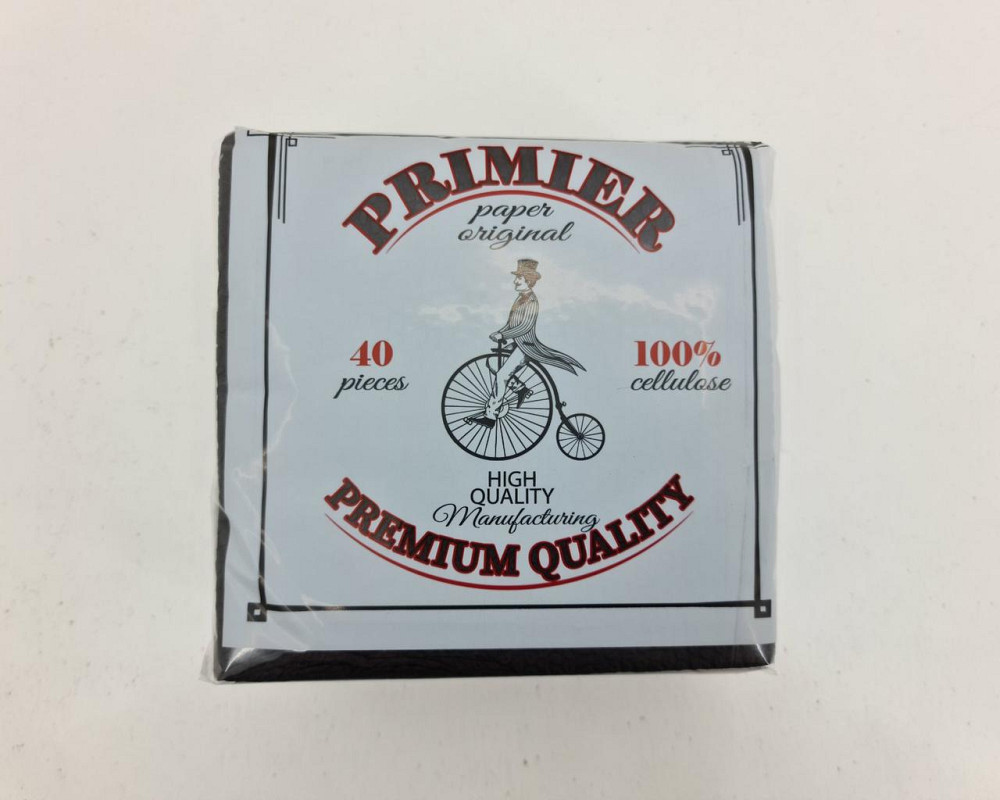 PRIMIER
paper
original
40
pieces
100%
cellulose
HIGH
QUALITY
Manufacturing
PREMIUM QUALITY